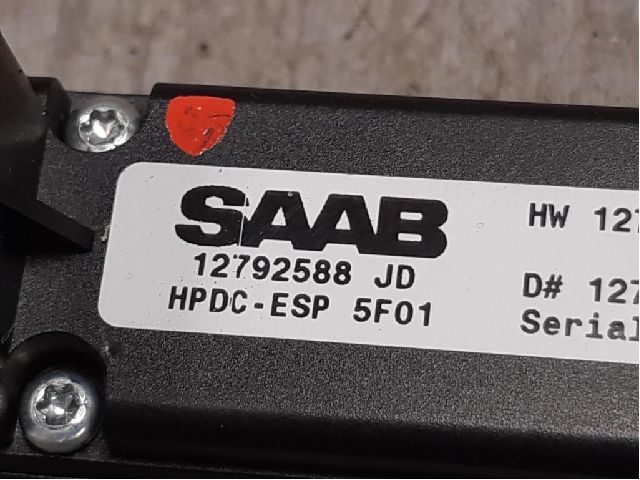 SAAB
12792588 JD
HPDC-ESP 5F01
HW 127
D# 127
Serial